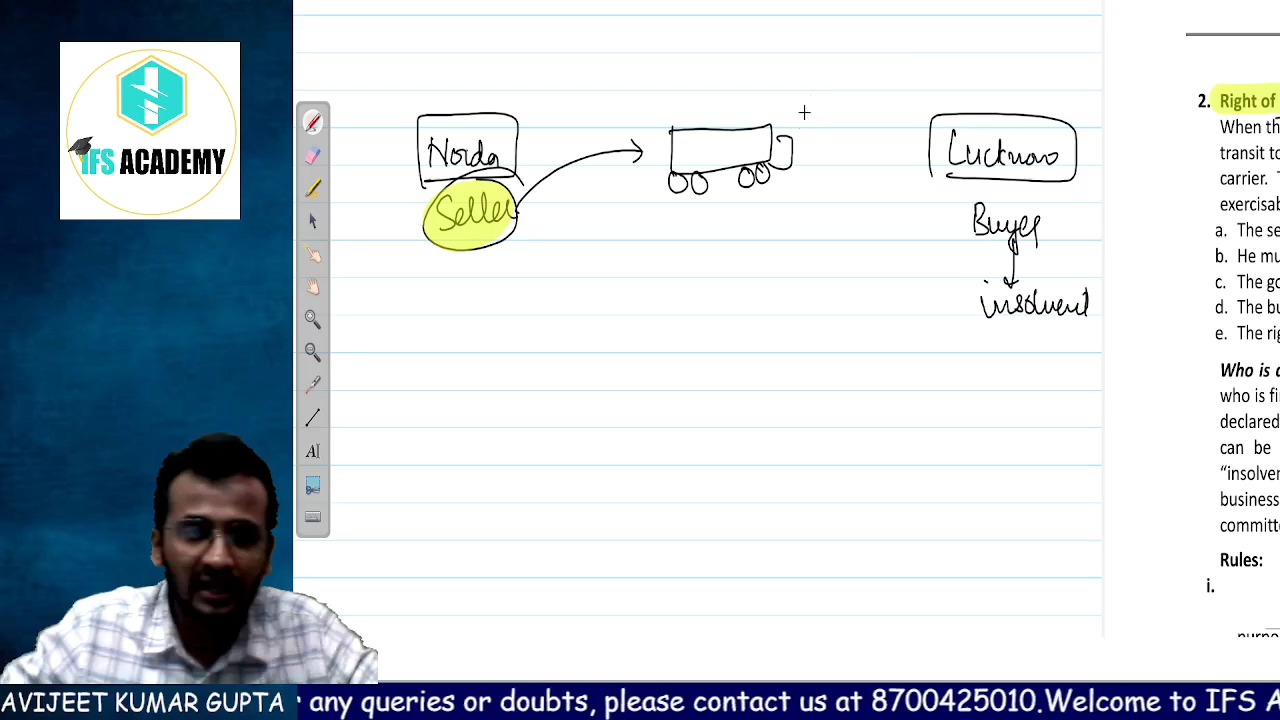 IFS ACADEMY
Noida
Seller
Lucknow
Buyer
insolvent
AI
2. Right of
When th
transit to
carrier.
exercisab
a. The se
b. He mu
c. The go
d. The bu
e. The rig
Who is
who is fi
declared
can be
"insolver
business
committe
Rules:
i.
AVIJEET KUMAR GUPTA
any queries or doubts, please contact us at 8700425010.Welcome to IFS A